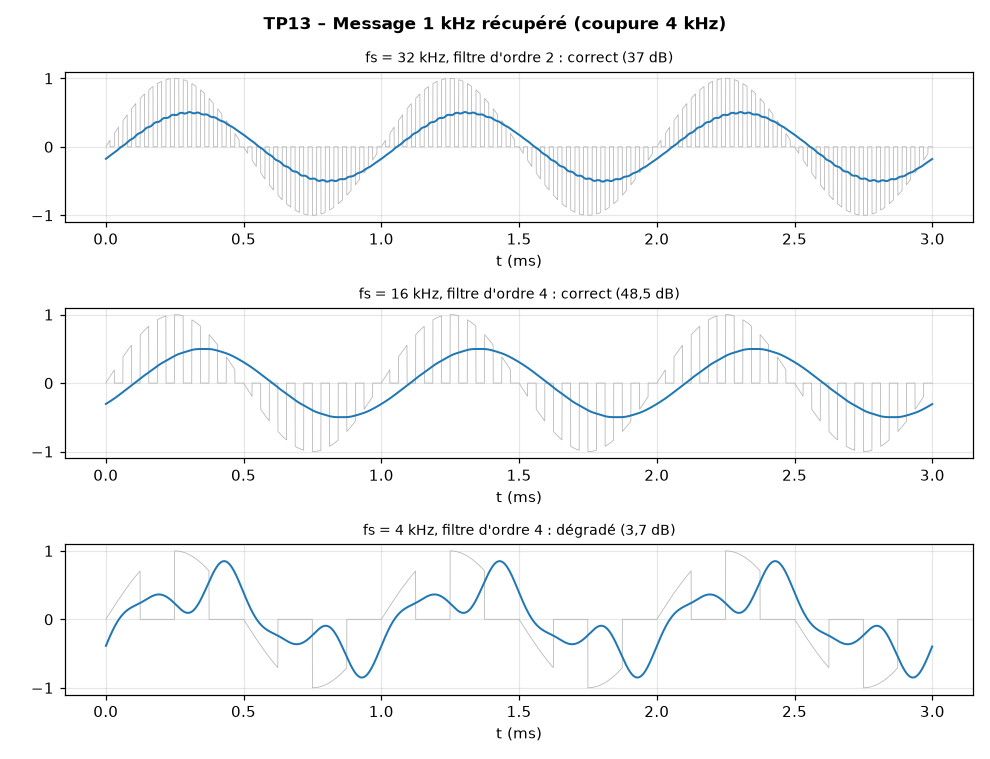 TP13 – Message 1 kHz récupéré (coupure 4 kHz)
fs = 32 kHz, filtre d'ordre 2 : correct (37 dB)
1
0
−1
0.0 0.5 1.0 1.5 2.0 2.5 3.0
t (ms)
fs = 16 kHz, filtre d'ordre 4 : correct (48,5 dB)
1
0
−1
0.0 0.5 1.0 1.5 2.0 2.5 3.0
t (ms)
fs = 4 kHz, filtre d'ordre 4 : dégradé (3,7 dB)
1
0
−1
0.0 0.5 1.0 1.5 2.0 2.5 3.0
t (ms)